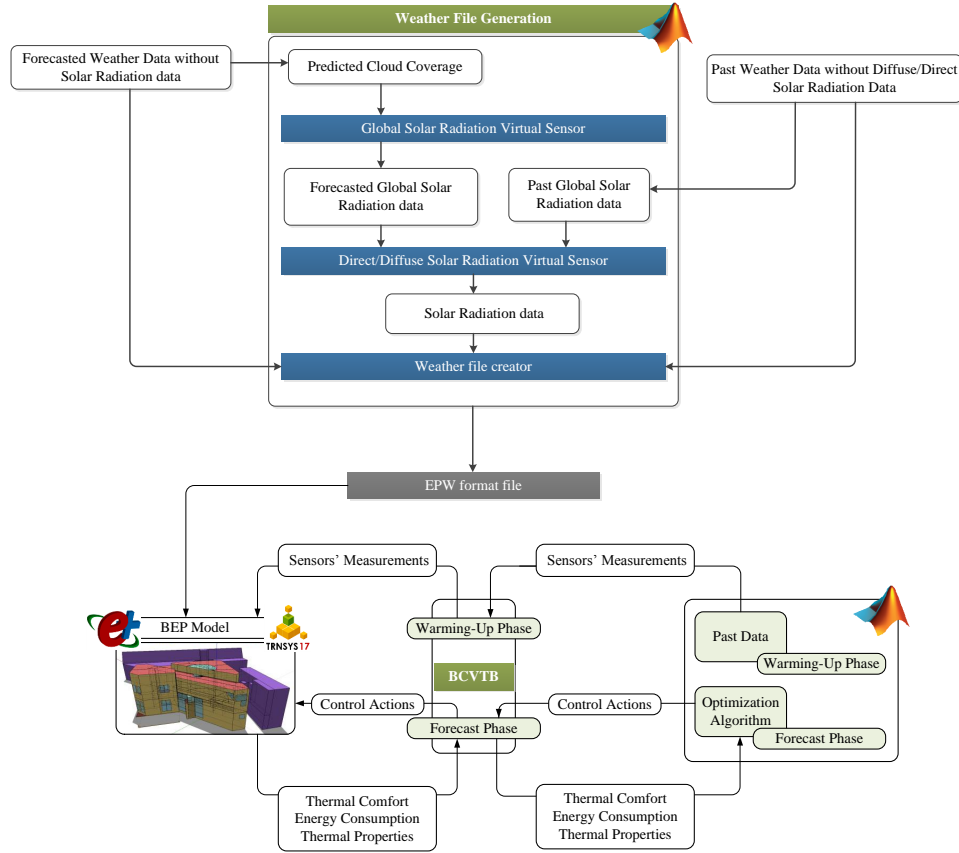 Weather File Generation
Forecasted Weather Data without
Solar Radiation data
Predicted Cloud Coverage
Past Weather Data without Diffuse/Direct
Solar Radiation Data
Global Solar Radiation Virtual Sensor
Forecasted Global Solar
Radiation data
Past Global Solar
Radiation data
Direct/Diffuse Solar Radiation Virtual Sensor
Solar Radiation data
Weather file creator
EPW format file
Sensors' Measurements
Sensors' Measurements
e+
BEP Model
TRNSYS 17
Warming-Up Phase
Past Data
Warming-Up Phase
BCVTB
Control Actions
Control Actions
Optimization
Algorithm
Forecast Phase
Forecast Phase
Thermal Comfort
Energy Consumption
Thermal Properties
Thermal Comfort
Energy Consumption
Thermal Properties